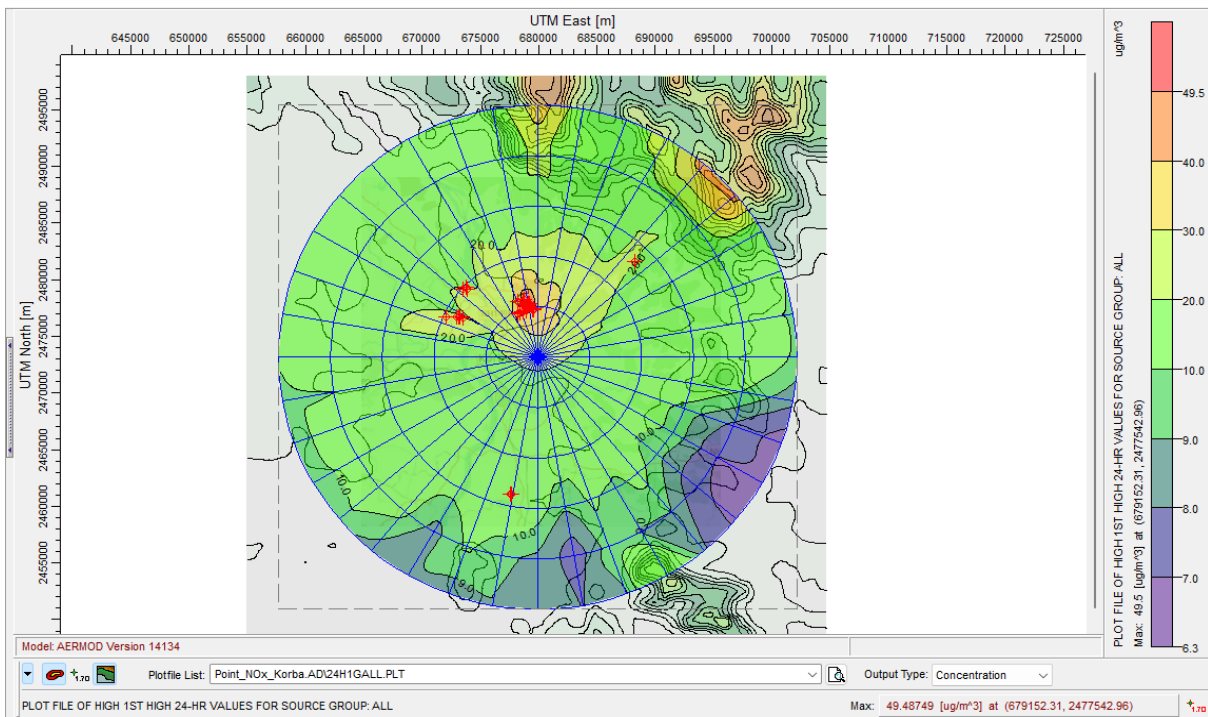 UTM East [m]
645000 650000 655000 660000 665000 670000 675000 680000 685000 690000 695000 700000 705000 710000 715000 720000 725000
UTM North [m]
2495000
2490000
2485000
2480000
2475000
2470000
2465000
2460000
2455000
20.0
20.0
20.0
10.0
10.0
10.0
9.0
9.0
ug/m^3
49.5
40.0
30.0
20.0
10.0
9.0
8.0
7.0
6.3
PLOT FILE OF HIGH 1ST HIGH 24-HR VALUES FOR SOURCE GROUP: ALL
Max: 49.5 [ug/m^3] at (679152.31, 2477542.96)
Model: AERMOD Version 14134
1.70 Plotfile List: Point_NOx_Korba.AD\24H1GALL.PLT Output Type: Concentration
PLOT FILE OF HIGH 1ST HIGH 24-HR VALUES FOR SOURCE GROUP: ALL Max: 49.48749 [ug/m^3] at (679152.31, 2477542.96) 1.70